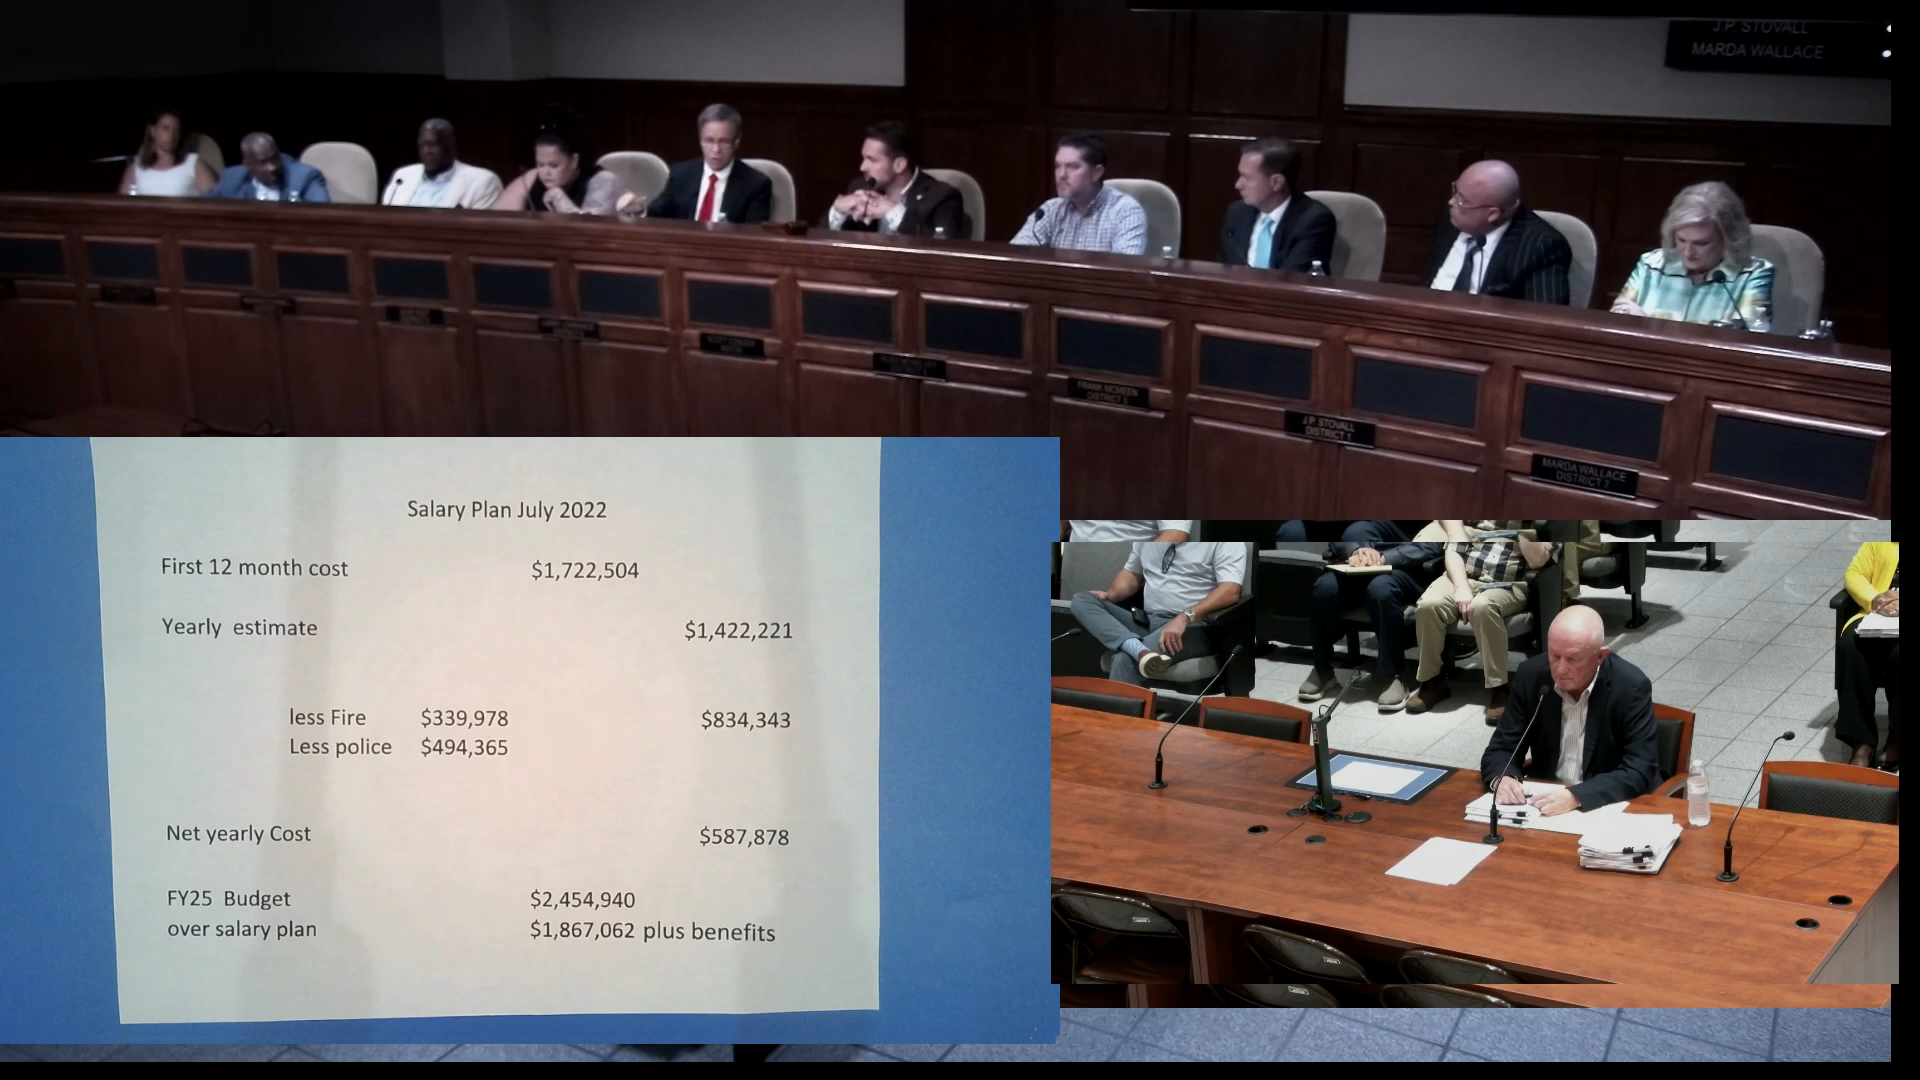 J.P. STOVALL
MARDA WALLACE
FRANK MCMEEN
DISTRICT 5
J.P. STOVALL
DISTRICT 1
MARDA WALLACE
DISTRICT 7
Salary Plan July 2022
First 12 month cost $1,722,504
Yearly estimate $1,422,221
less Fire $339,978 $834,343
Less police $494,365
Net yearly Cost $587,878
FY25 Budget $2,454,940
over salary plan $1,867,062 plus benefits